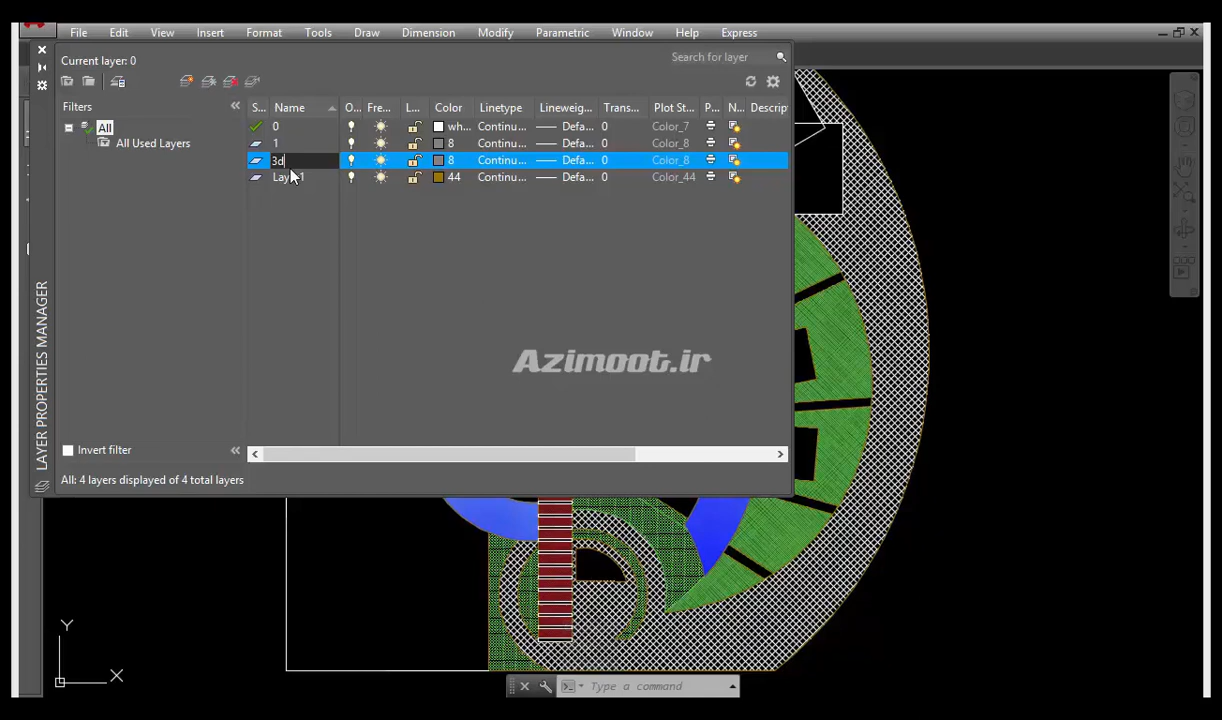 File Edit View Insert Format Tools Draw Dimension Modify Parametric Window Help Express
Current layer: 0
Search for layer
Filters
S... Name O... Fre... L... Color Linetype Lineweig... Trans... Plot St... P... N... Descrip
All
All Used Layers
0 wh... Continu... Defa... 0 Color_7
1 8 Continu... Defa... 0 Color_8
3d 8 Continu... Defa... 0 Color_8
44 Continu... Defa... 0 Color_44
Azimoot.ir
LAYER PROPERTIES MANAGER
Invert filter
All: 4 layers displayed of 4 total layers
Y
X
Type a command